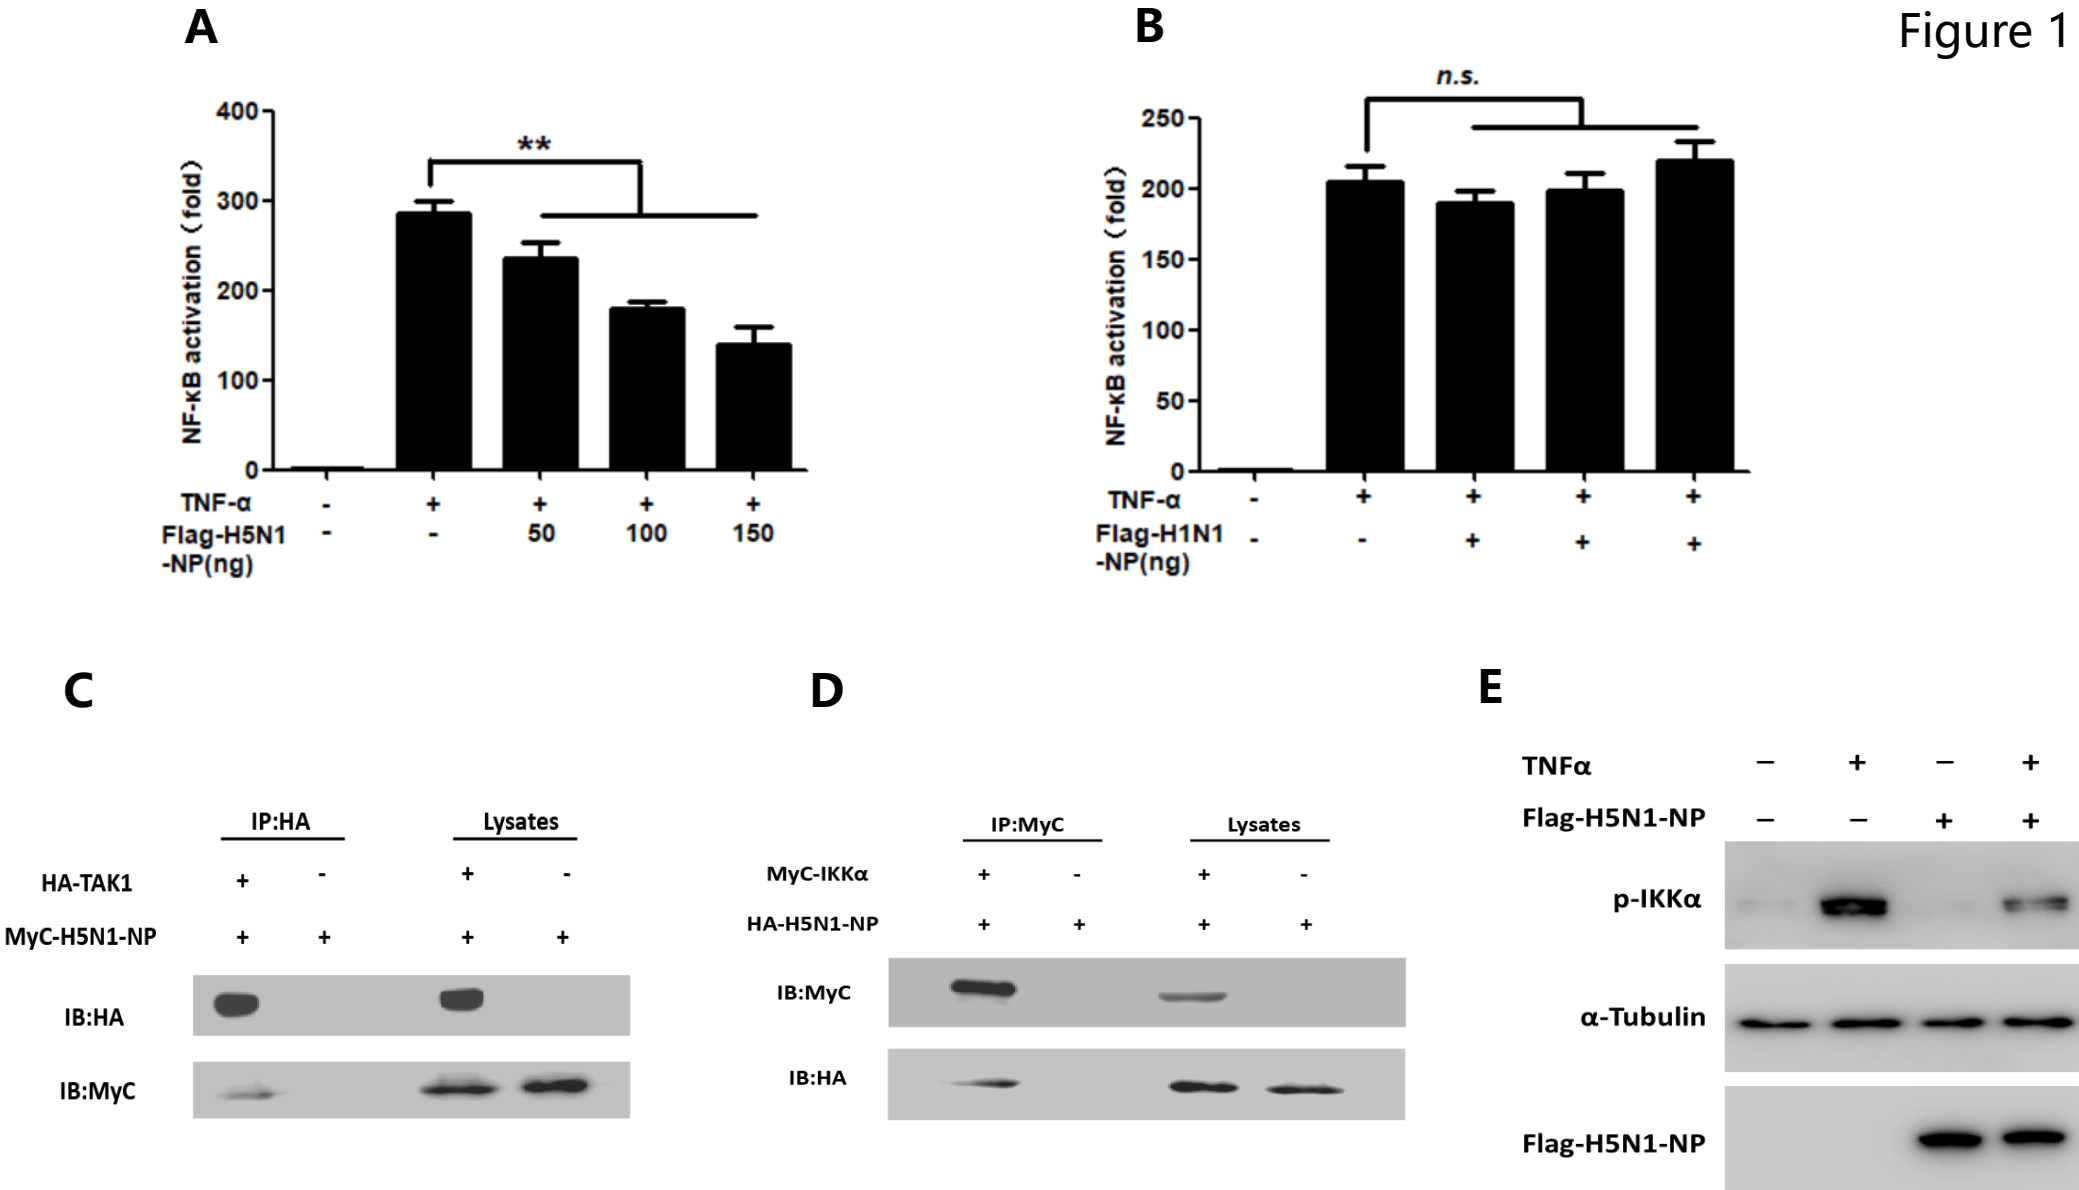 Figure 1
A
**
400
300
200
100
0
NF-κB activation (fold)
TNF-α - + + + +
Flag-H5N1 - - 50 100 150
-NP(ng)
B
n.s.
250
200
150
100
50
0
NF-κB activation (fold)
TNF-α - + + + +
Flag-H1N1 - - + + +
-NP(ng)
C
IP:HA Lysates
HA-TAK1 + - + -
MyC-H5N1-NP + + + +
IB:HA
IB:MyC
D
IP:MyC Lysates
MyC-IKKα + - + -
HA-H5N1-NP + + + +
IB:MyC
IB:HA
E
TNFα − + − +
Flag-H5N1-NP − − + +
p-IKKα
α-Tubulin
Flag-H5N1-NP